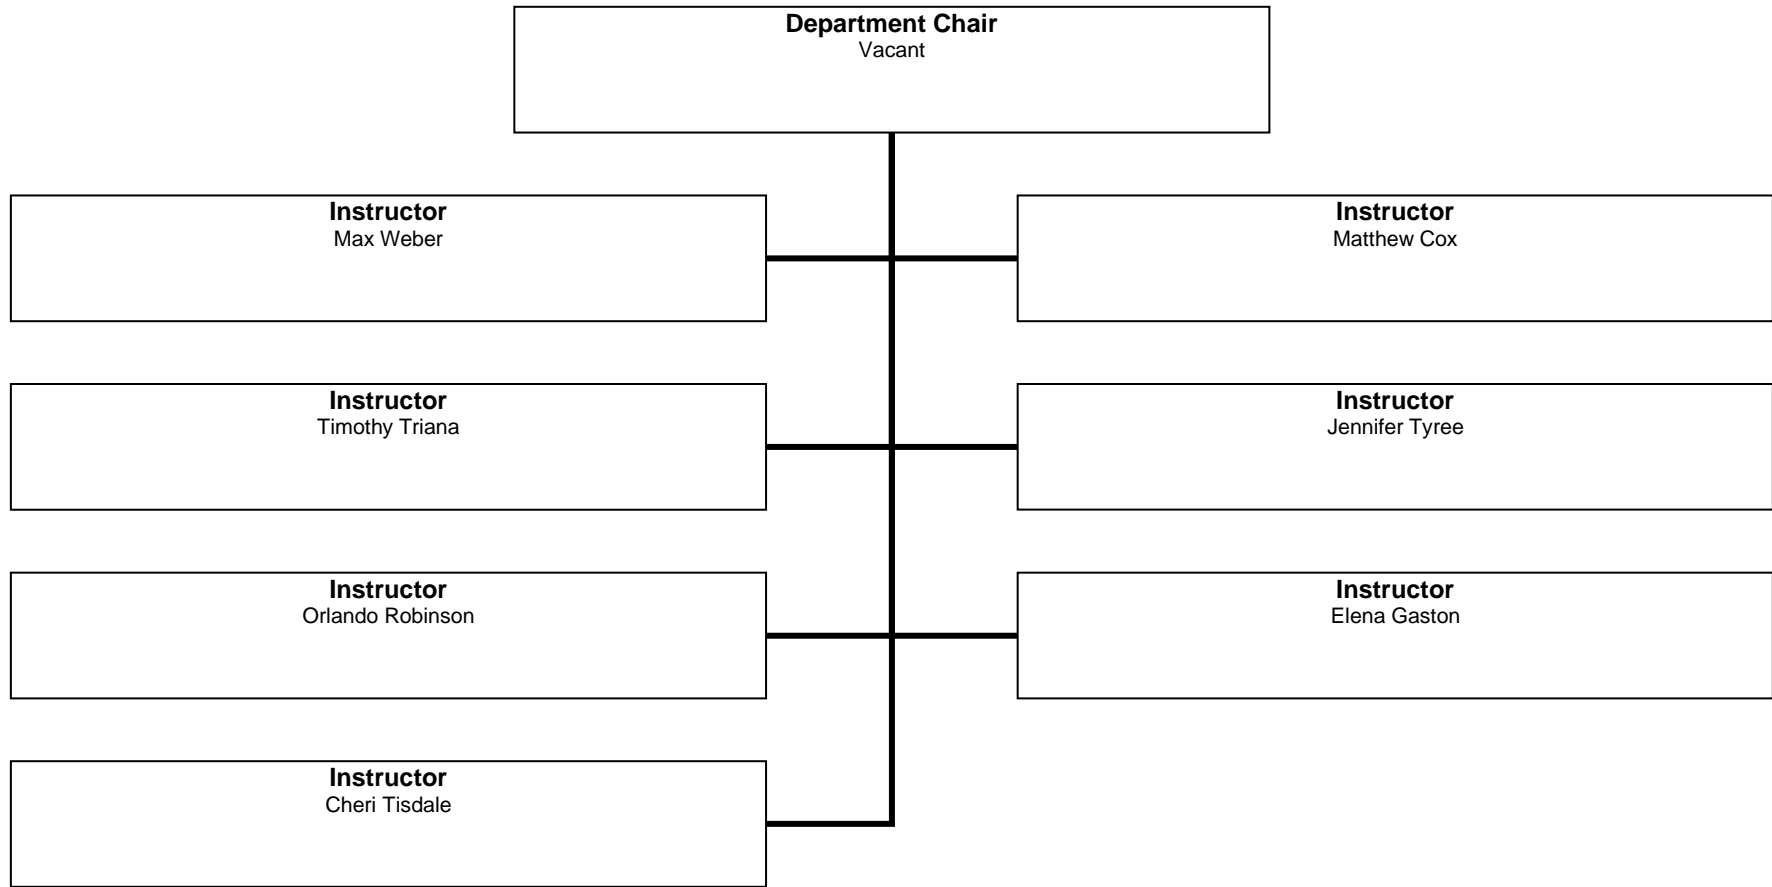 Department Chair
Vacant
Instructor
Max Weber
Instructor
Matthew Cox
Instructor
Timothy Triana
Instructor
Jennifer Tyree
Instructor
Orlando Robinson
Instructor
Elena Gaston
Instructor
Cheri Tisdale